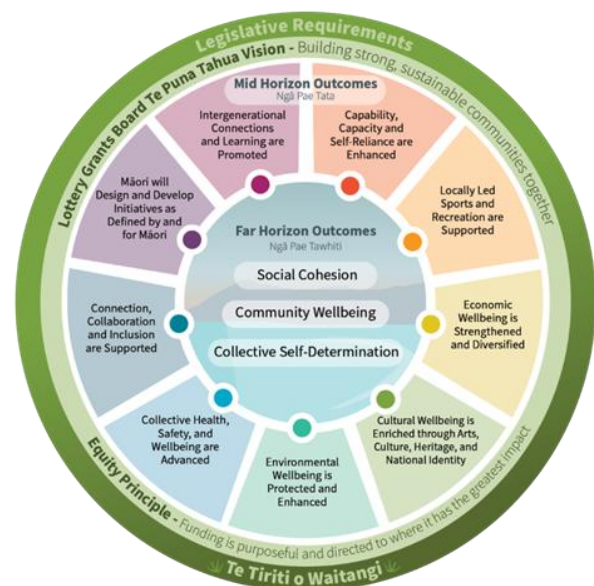 Legislative Requirements
Lottery Grants Board Te Puna Tahua Vision - Building strong, sustainable communities together
Mid Horizon Outcomes
Ngā Pae Tata
Intergenerational
Connections
and Learning are
Promoted
Capability,
Capacity and
Self-Reliance are
Enhanced
Locally Led
Sports and
Recreation are
Supported
Economic
Wellbeing is
Strengthened
and Diversified
Cultural Wellbeing is
Enriched through Arts,
Culture, Heritage, and
National Identity
Environmental
Wellbeing is
Protected and
Enhanced
Collective Health,
Safety, and
Wellbeing are
Advanced
Connection,
Collaboration
and Inclusion
are Supported
Māori will
Design and Develop
Initiatives as
Defined by and
for Māori
Far Horizon Outcomes
Ngā Pae Tawhiti
Social Cohesion
Community Wellbeing
Collective Self-Determination
Equity Principle - Funding is purposeful and directed to where it has the greatest impact
Te Tiriti o Waitangi